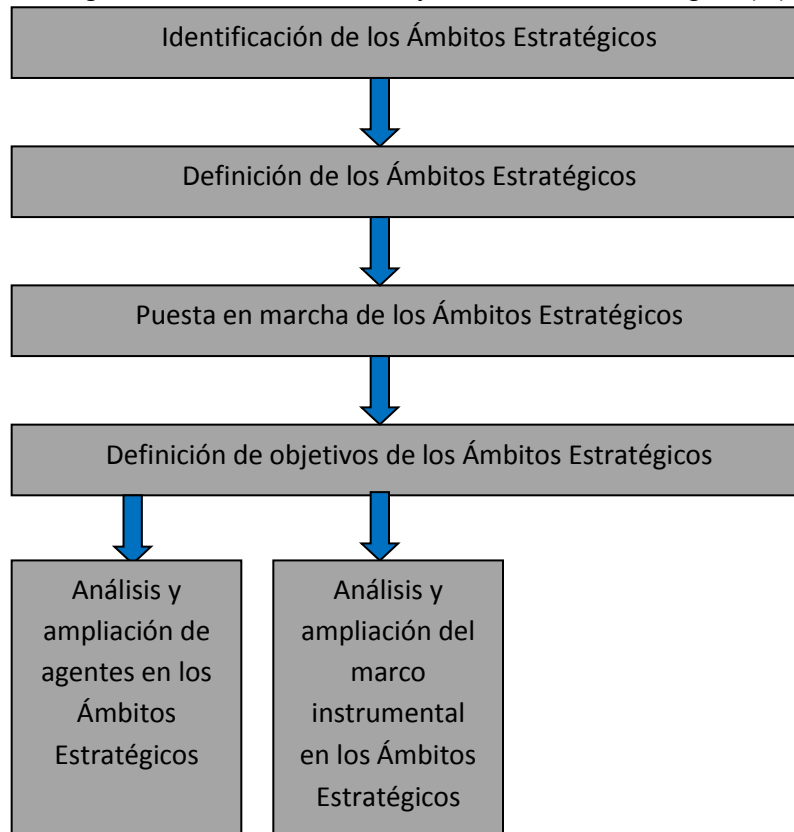 Identificación de los Ámbitos Estratégicos
Definición de los Ámbitos Estratégicos
Puesta en marcha de los Ámbitos Estratégicos
Definición de objetivos de los Ámbitos Estratégicos
Análisis y
ampliación de
agentes en los
Ámbitos
Estratégicos
Análisis y
ampliación del
marco
instrumental
en los Ámbitos
Estratégicos